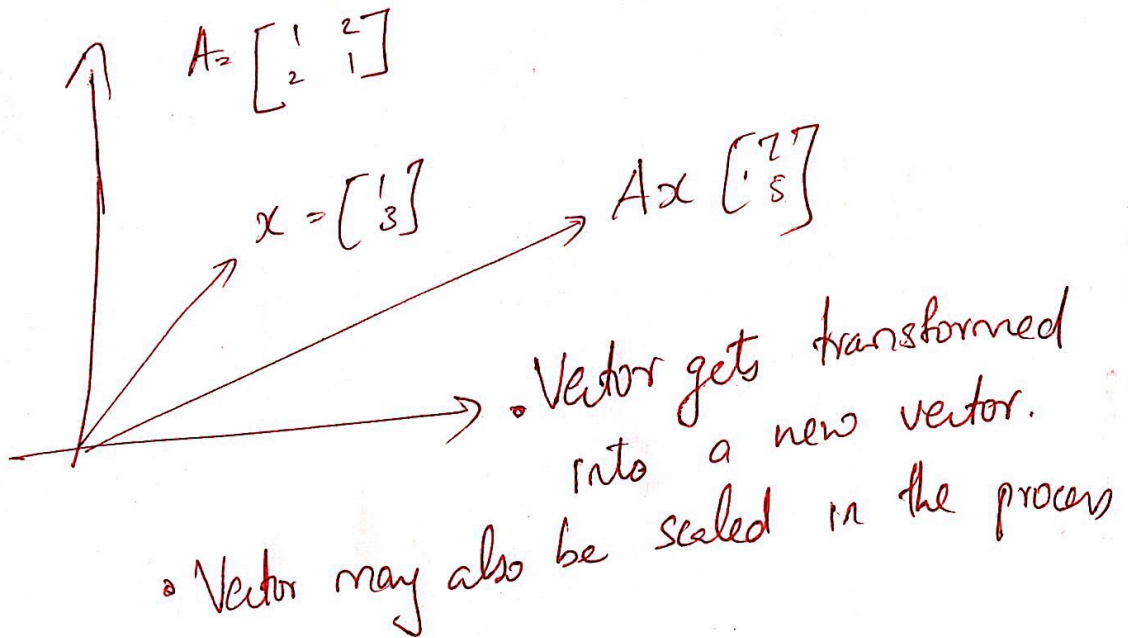 A = [1 2
2 1]
x = [1
3]
Ax [7
5]
• Vector gets transformed
into a new vector.
• Vector may also be scaled in the process